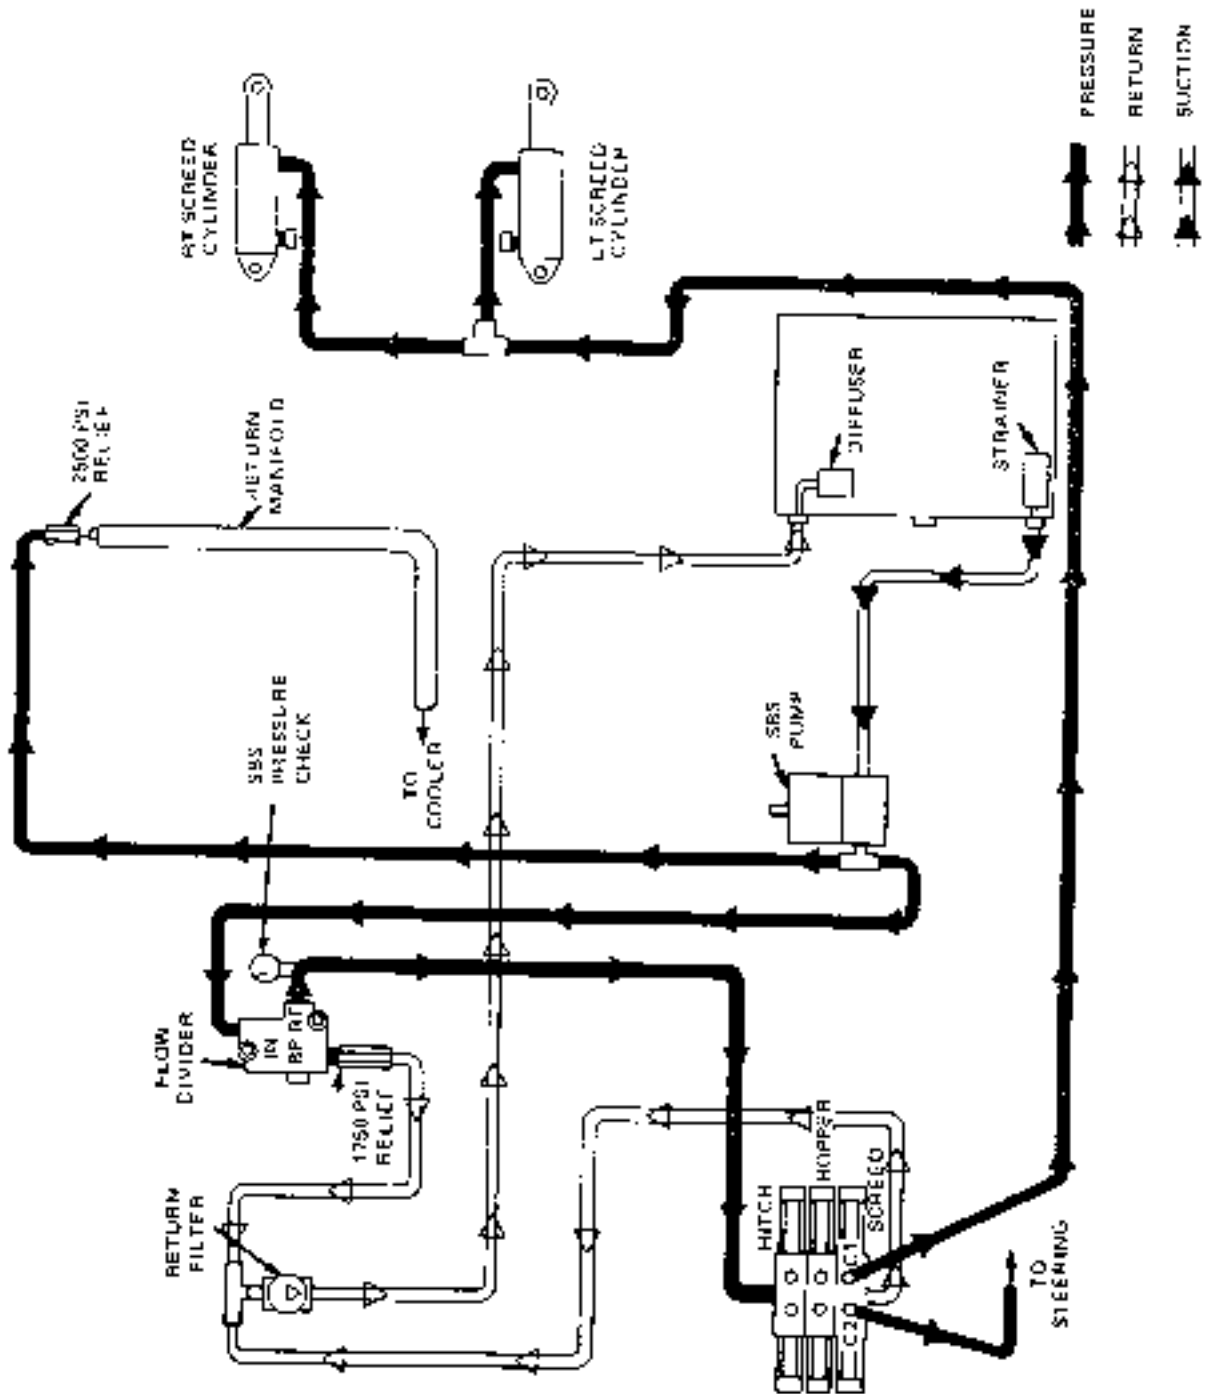 RT SCREED
CYLINDER
LT SCREED
CYLINDER
PRESSURE
RETURN
SUCTION
2500 PSI
RELIEF
RETURN
MANIFOLD
DIFFUSER
STRAINER
SBS
PRESSURE
CHECK
TO
COOLER
SBS
PUMP
FLOW
DIVIDER
IN
BP RF
1750 PSI
RELIEF
RETURN
FILTER
HITCH
HOPPER
SCREED
C1
C2
TO
STEERING